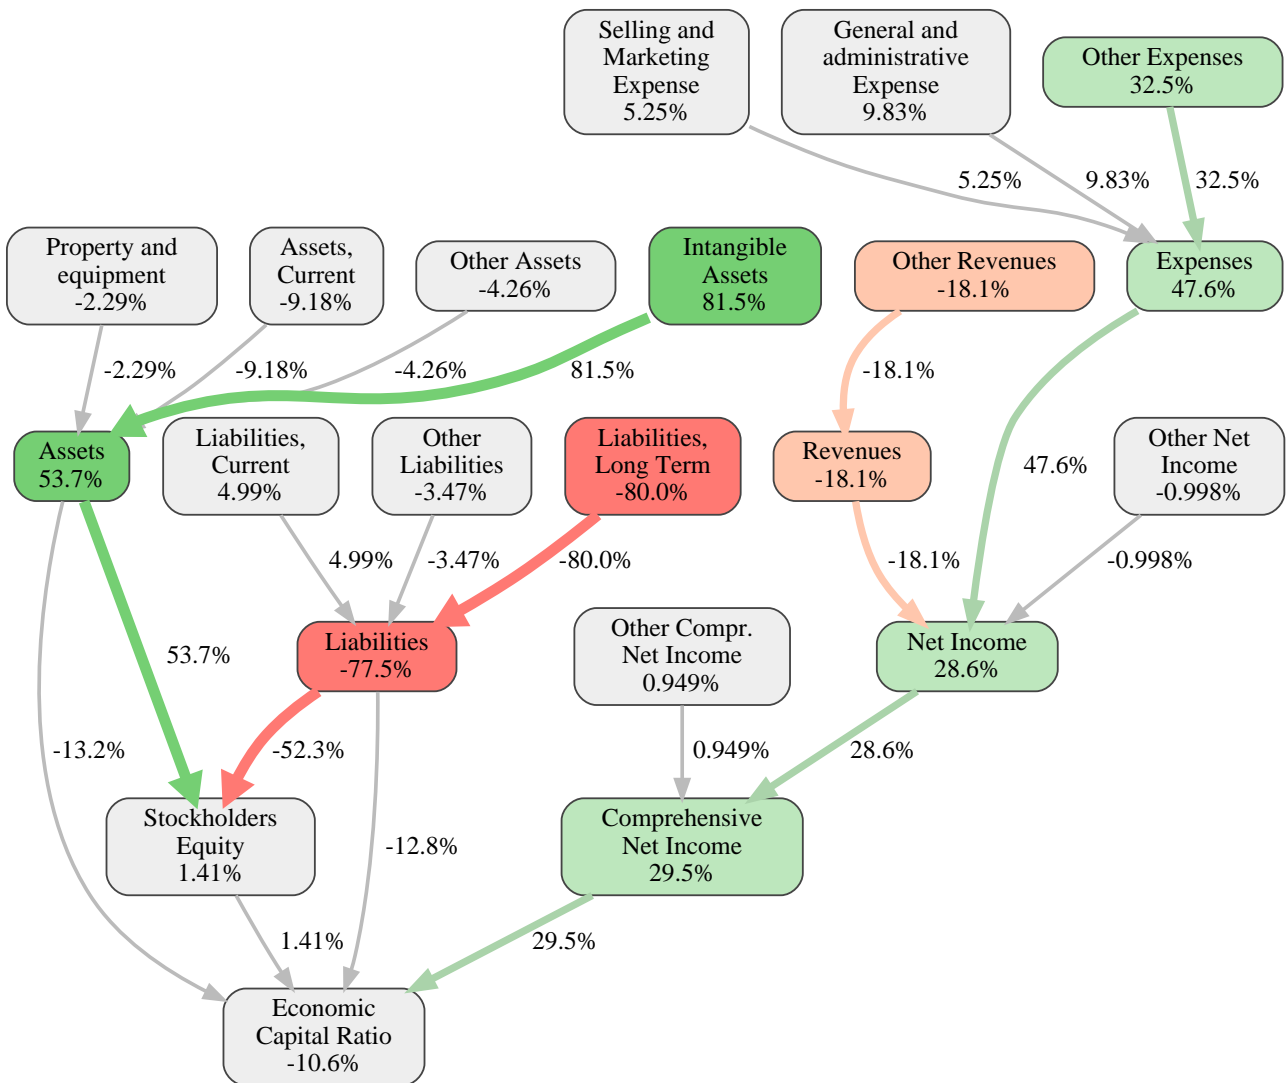 Selling and
Marketing
Expense
5.25%
General and
administrative
Expense
9.83%
Other Expenses
32.5%
5.25%
9.83%
32.5%
Property and
equipment
-2.29%
Assets,
Current
-9.18%
Other Assets
-4.26%
Intangible
Assets
81.5%
Other Revenues
-18.1%
Expenses
47.6%
-2.29%
-9.18%
-4.26%
81.5%
-18.1%
Assets
53.7%
Liabilities,
Current
4.99%
Other
Liabilities
-3.47%
Liabilities,
Long Term
-80.0%
Revenues
-18.1%
47.6%
Other Net
Income
-0.998%
4.99%
-3.47%
-80.0%
-18.1%
-0.998%
53.7%
Liabilities
-77.5%
Other Compr.
Net Income
0.949%
Net Income
28.6%
-13.2%
-52.3%
0.949%
28.6%
Stockholders
Equity
1.41%
-12.8%
Comprehensive
Net Income
29.5%
1.41%
29.5%
Economic
Capital Ratio
-10.6%